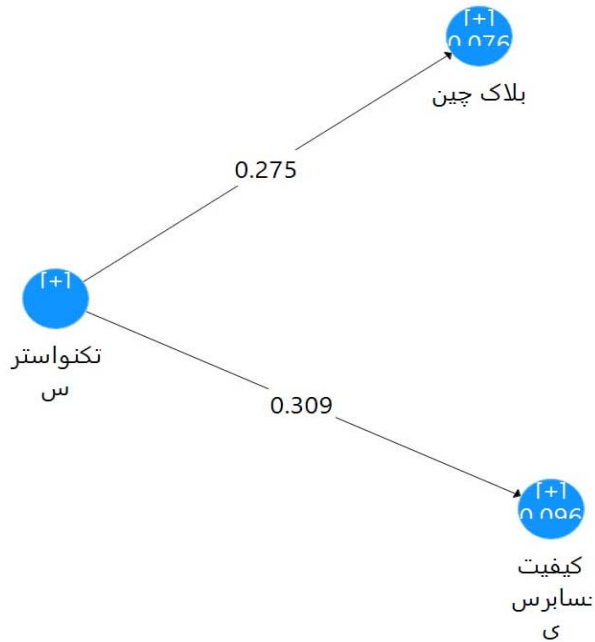 [+]
0.076
بلاک چین
0.275
[+]
تکنواستر
س
0.309
[+]
0.096
کیفیت
ی